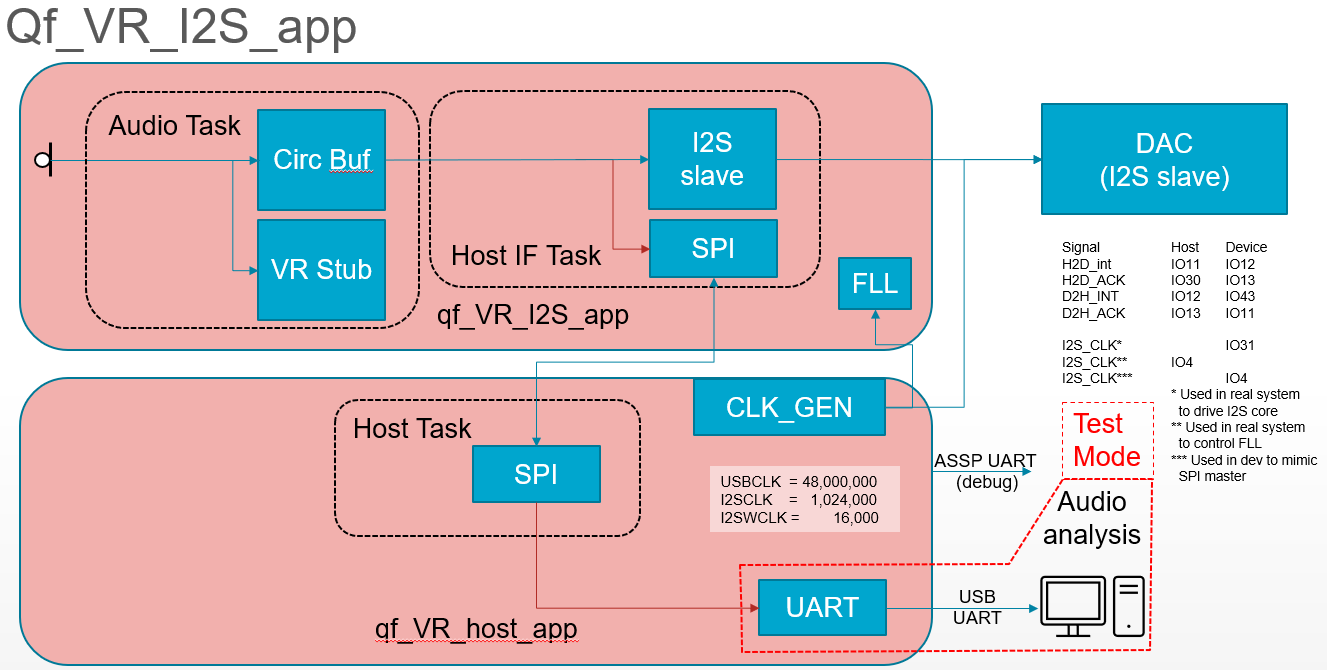 Qf_VR_I2S_app
Audio Task
Circ Buf
VR Stub
I2S
slave
SPI
Host IF Task
qf_VR_I2S_app
FLL
DAC
(I2S slave)
Signal Host Device
H2D_int IO11 IO12
H2D_ACK IO30 IO13
D2H_INT IO12 IO43
D2H_ACK IO13 IO11
I2S_CLK* IO31
I2S_CLK** IO4
I2S_CLK*** IO4
* Used in real system
to drive I2S core
** Used in real system
to control FLL
*** Used in dev to mimic
SPI master
CLK_GEN
Host Task
SPI
USBCLK = 48,000,000
I2SCLK = 1,024,000
I2SWCLK = 16,000
ASSP UART
(debug)
Test
Mode
Audio
analysis
UART
USB
UART
qf_VR_host_app